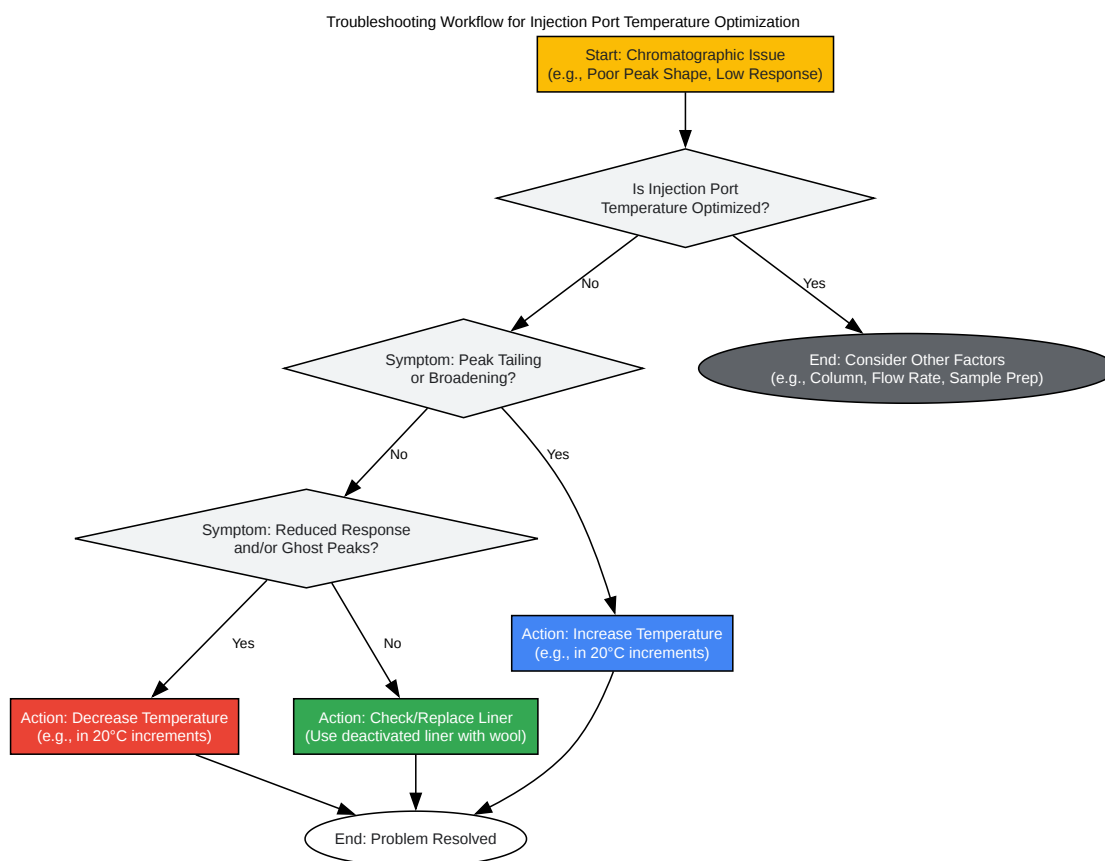 Troubleshooting Workflow for Injection Port Temperature Optimization
Start: Chromatographic Issue
(e.g., Poor Peak Shape, Low Response)
Is Injection Port
Temperature Optimized?
No
Yes
Symptom: Peak Tailing
or Broadening?
End: Consider Other Factors
(e.g., Column, Flow Rate, Sample Prep)
No
Yes
Symptom: Reduced Response
and/or Ghost Peaks?
Action: Increase Temperature
(e.g., in 20°C increments)
Yes
No
Action: Decrease Temperature
(e.g., in 20°C increments)
Action: Check/Replace Liner
(Use deactivated liner with wool)
End: Problem Resolved